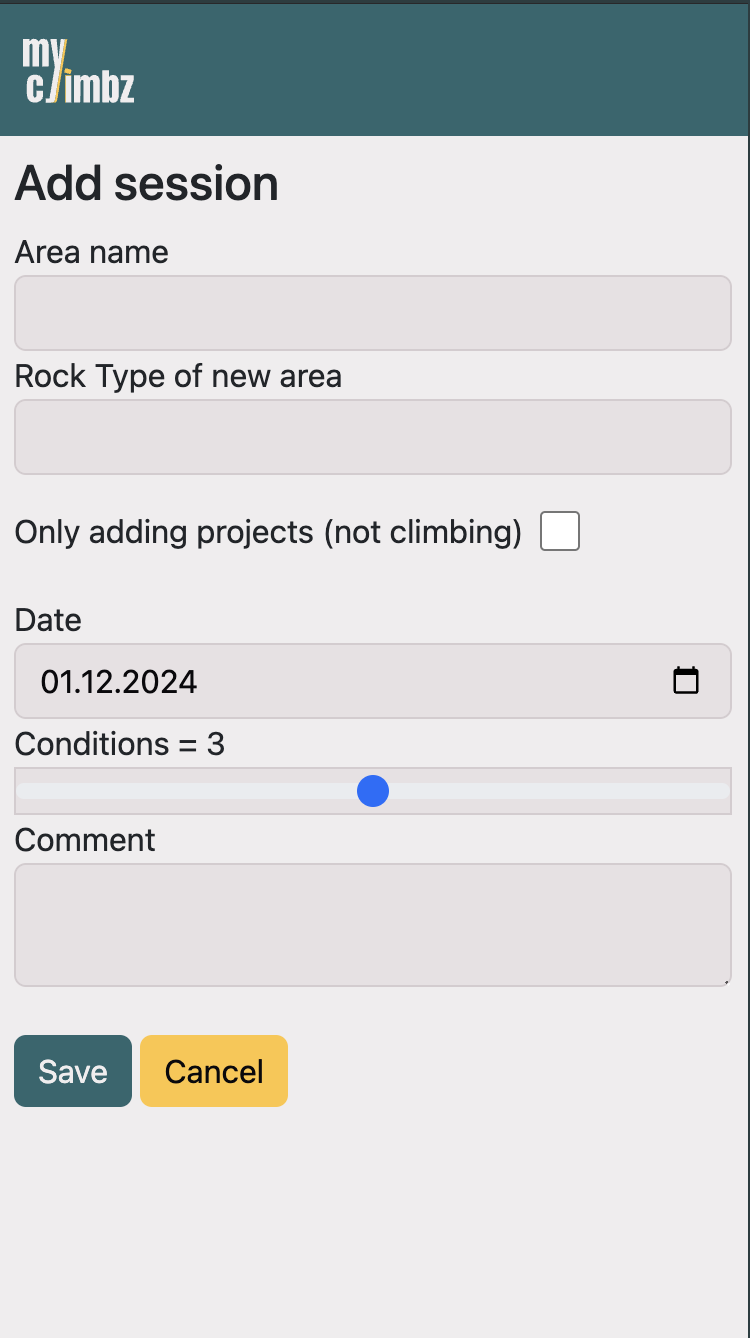 my
climbz
Add session
Area name
Rock Type of new area
Only adding projects (not climbing)
Date
01.12.2024
Conditions = 3
Comment
Save Cancel